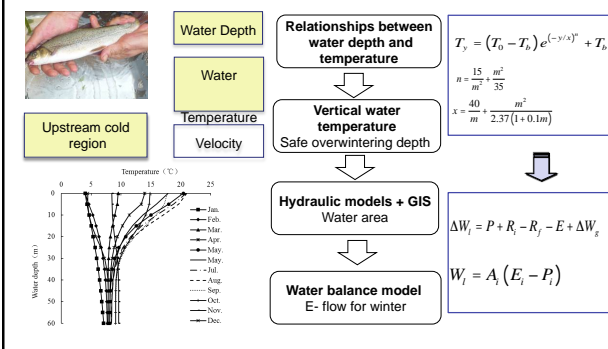 Water Depth
Water
Temperature
Velocity
Upstream cold
region
Relationships between
water depth and
temperature
Vertical water
temperature
Safe overwintering depth
Hydraulic models + GIS
Water area
Water balance model
E- flow for winter
T_y = (T_0 − T_b) e^{(−y/x)^n} + T_b
n = 15/m^2 + m^2/35
x = 40/m + m^2/2.37(1+0.1m)
ΔW_l = P + R_i − R_f − E + ΔW_g
W_l = A_i (E_i − P_i)
Temperature (℃)
0 5 10 15 20 25
Water depth (m)
0
10
20
30
40
50
60
Jan.
Feb.
Mar.
Apr.
May.
May.
Jul.
Aug.
Sep.
Oct.
Nov.
Dec.